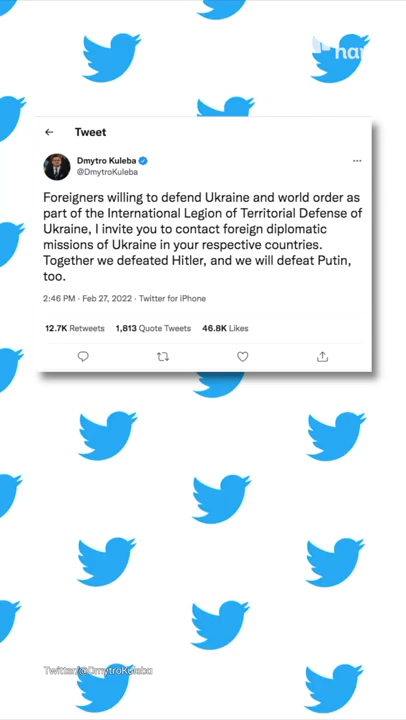 Tweet
Dmytro Kuleba
@DmytroKuleba
Foreigners willing to defend Ukraine and world order as
part of the International Legion of Territorial Defense of
Ukraine, I invite you to contact foreign diplomatic
missions of Ukraine in your respective countries.
Together we defeated Hitler, and we will defeat Putin,
too.
2:46 PM · Feb 27, 2022 · Twitter for iPhone
12.7K Retweets 1,813 Quote Tweets 46.8K Likes
Twitter/@DmytroKuleba